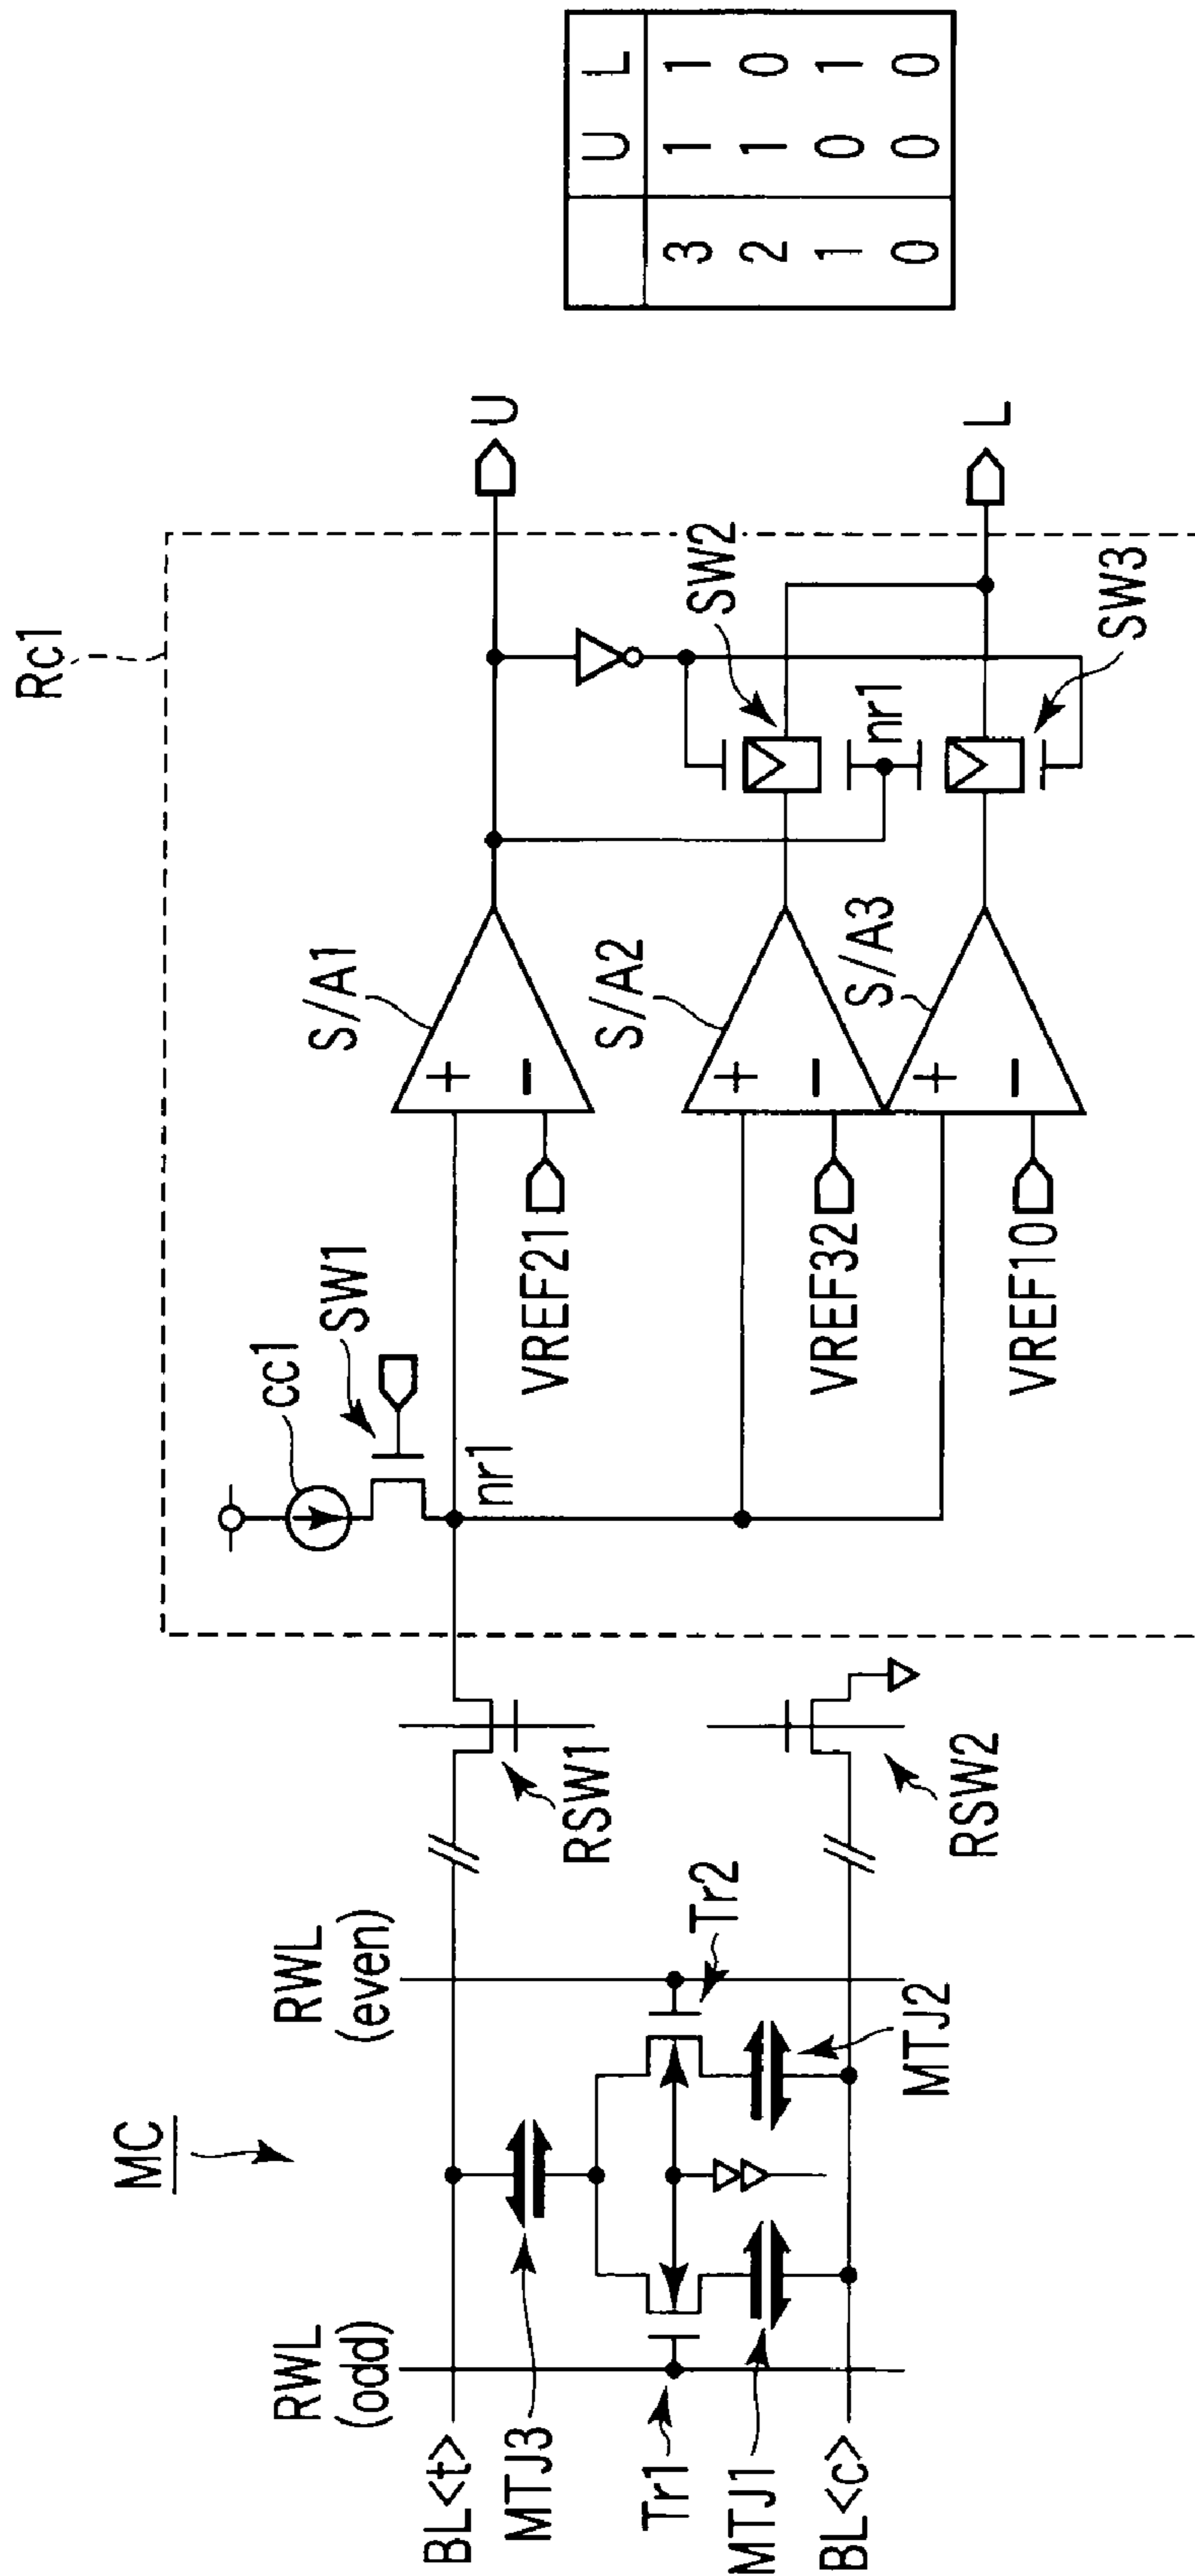 Rc1
MC
RWL
(odd)
RWL
(even)
BL<t>
MTJ3
Tr1
MTJ1
BL<c>
Tr2
MTJ2
RSW1
RSW2
cc1
SW1
nr1
VREF21
VREF32
VREF10
S/A1
S/A2
S/A3
+
−
+
−
+
−
nr1
SW2
SW3
U
L
U L
3 1 1
2 1 0
1 0 1
0 0 0